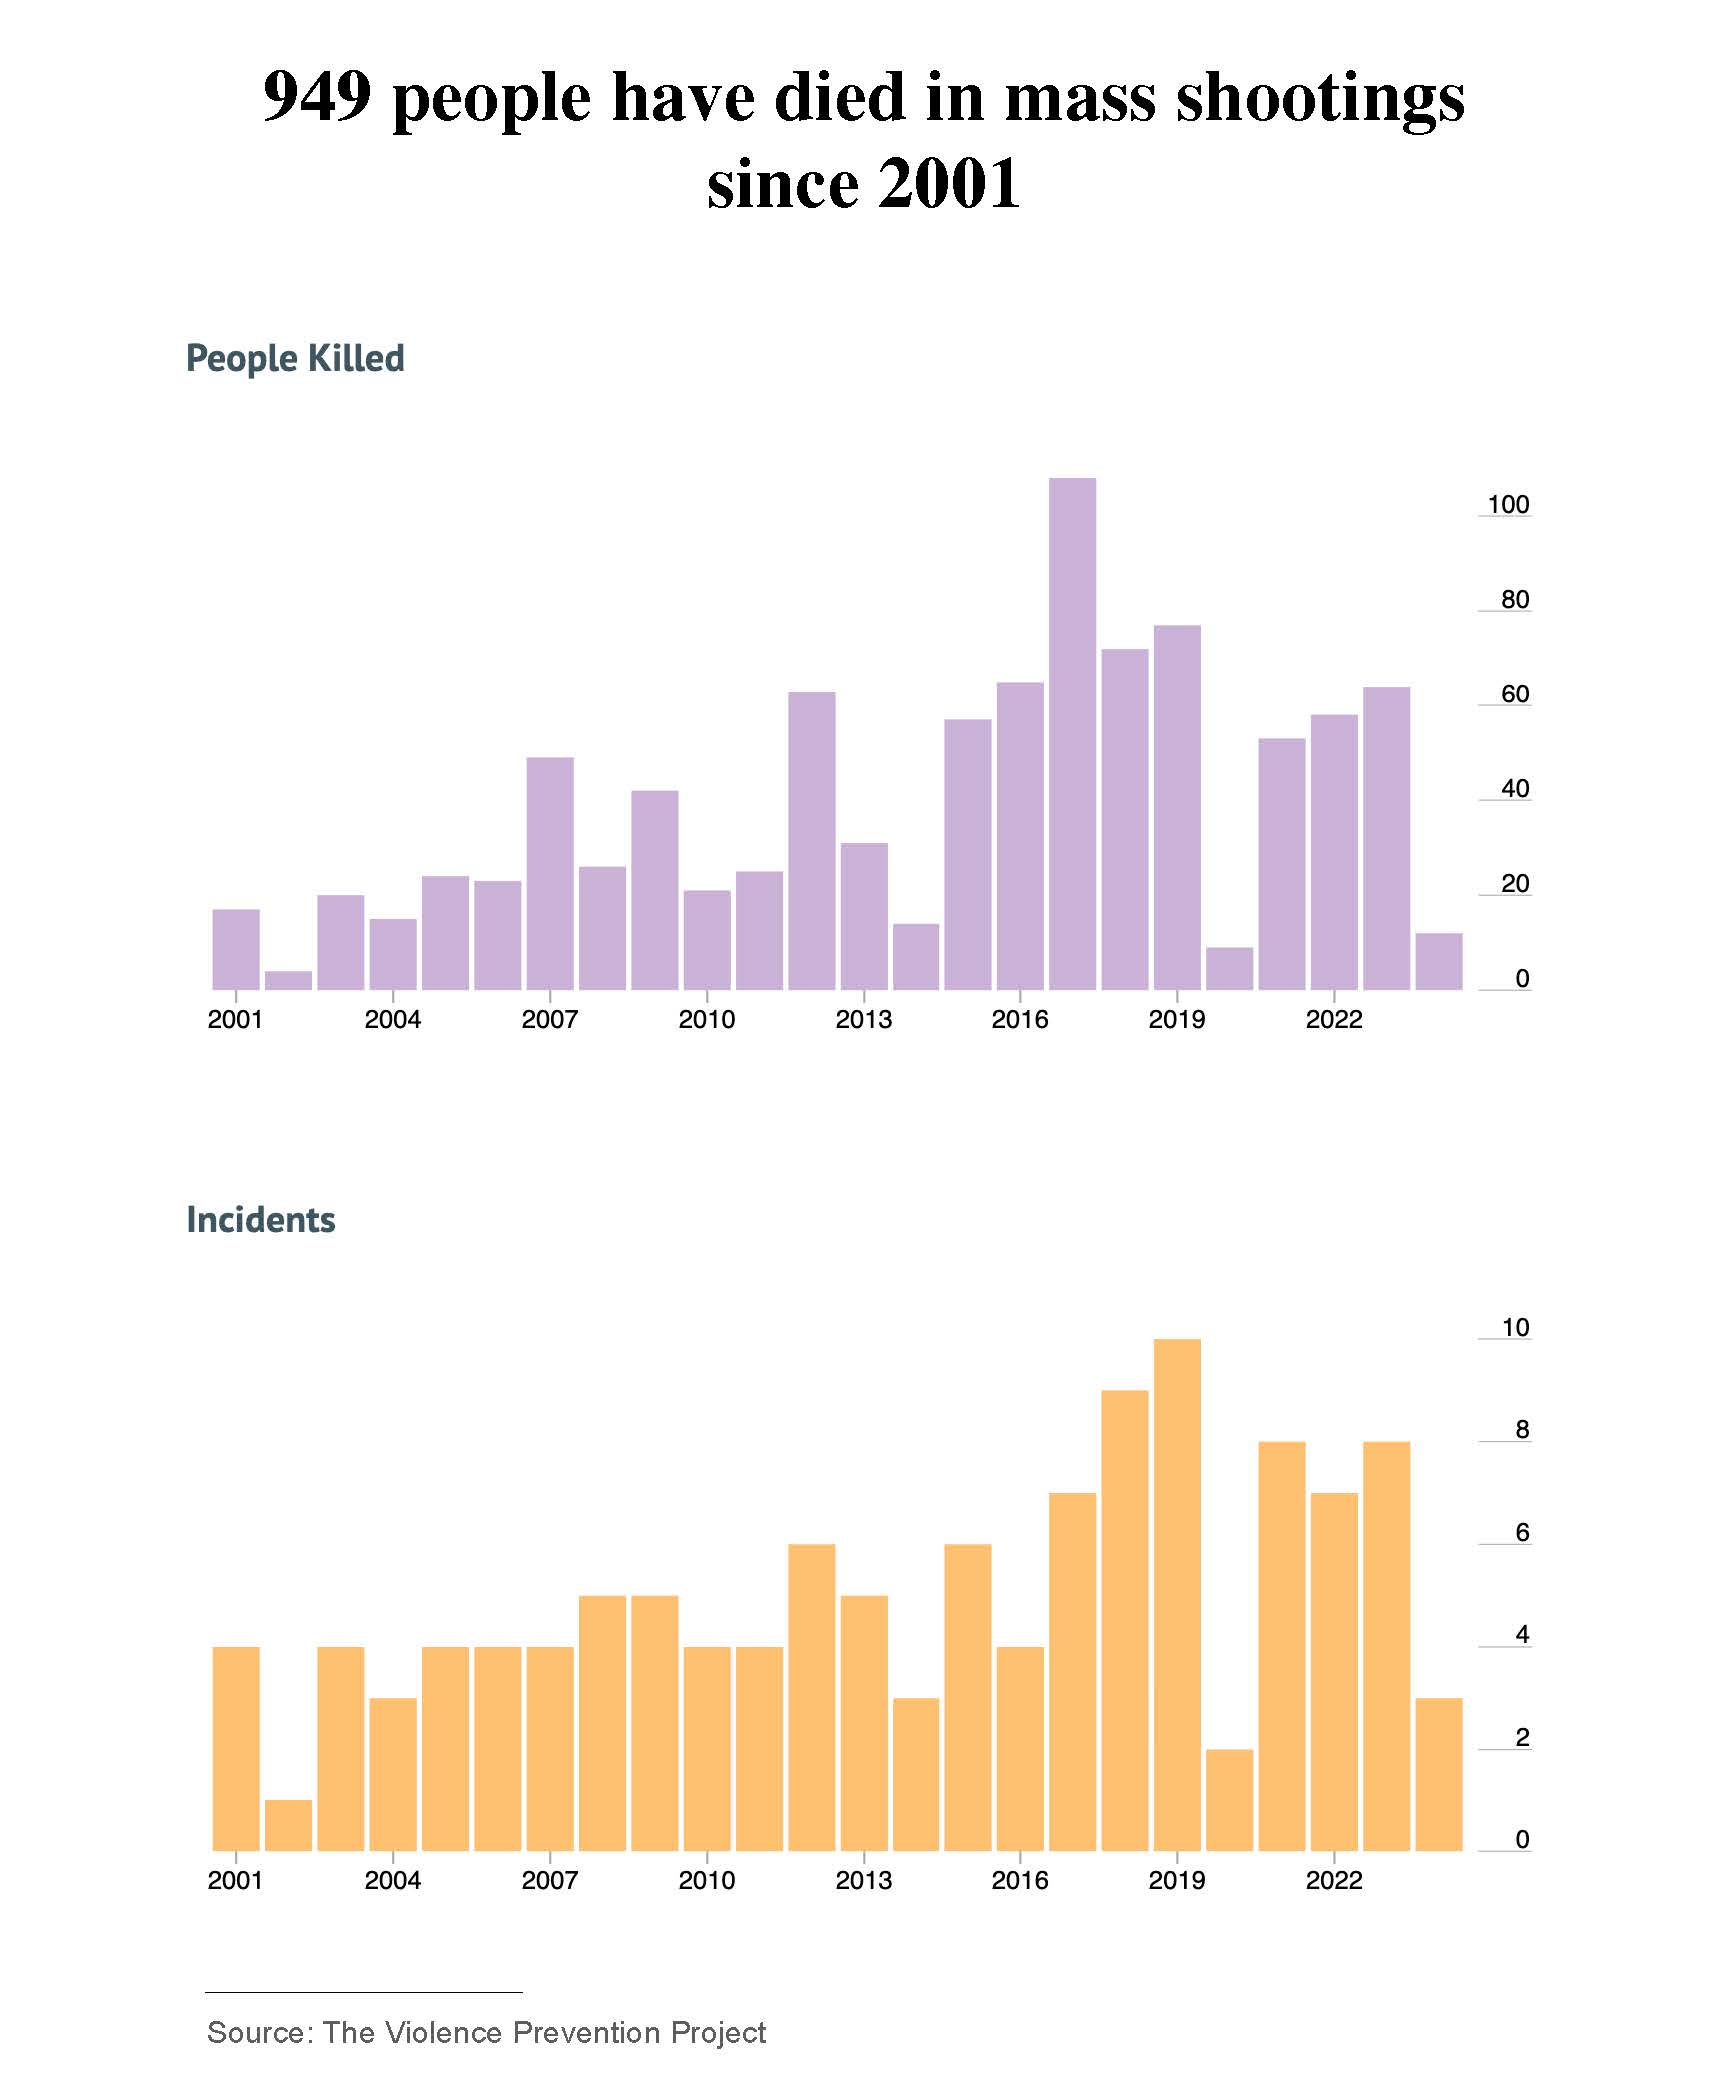 949 people have died in mass shootings
since 2001
People Killed
100
80
60
40
20
0
2001 2004 2007 2010 2013 2016 2019 2022
Incidents
10
8
6
4
2
0
2001 2004 2007 2010 2013 2016 2019 2022
Source: The Violence Prevention Project